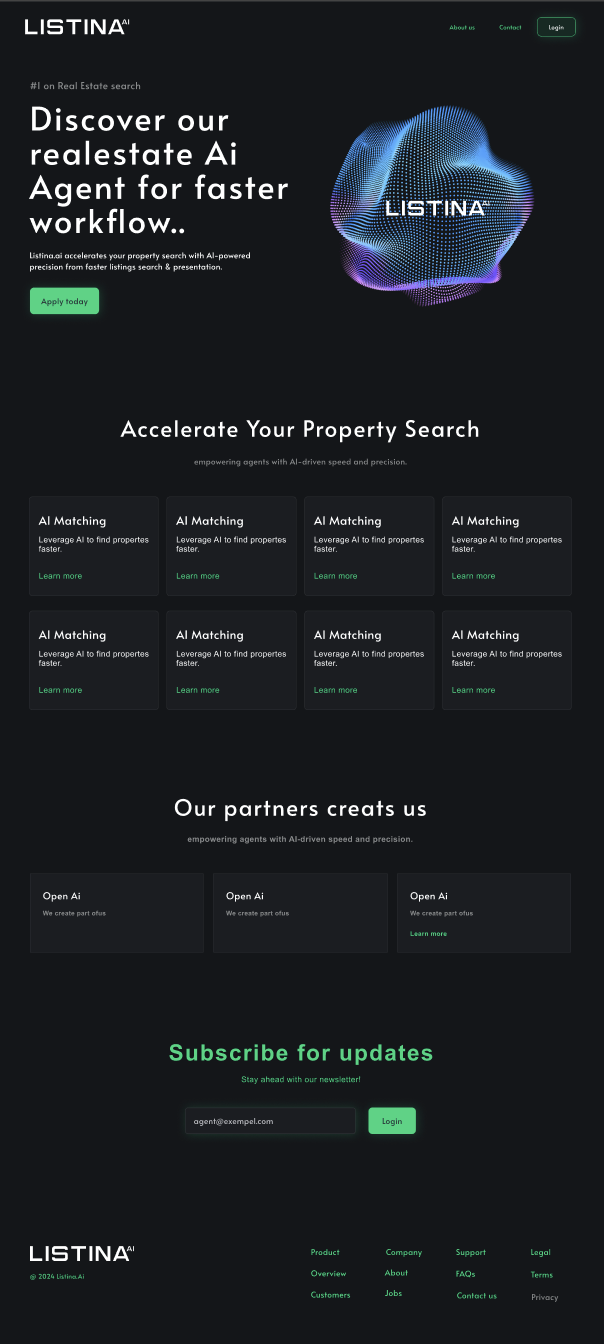 LISTINA AI
About us
Contact
Login
#1 on Real Estate search
Discover our
realestate Ai
Agent for faster
workflow..
Listina.ai accelerates your property search with AI-powered
precision from faster listings search & presentation.
Apply today
LISTINA AI
Accelerate Your Property Search
empowering agents with AI-driven speed and precision.
AI Matching
Leverage AI to find propertes
faster.
Learn more
AI Matching
Leverage AI to find propertes
faster.
Learn more
AI Matching
Leverage AI to find propertes
faster.
Learn more
AI Matching
Leverage AI to find propertes
faster.
Learn more
AI Matching
Leverage AI to find propertes
faster.
Learn more
AI Matching
Leverage AI to find propertes
faster.
Learn more
AI Matching
Leverage AI to find propertes
faster.
Learn more
AI Matching
Leverage AI to find propertes
faster.
Learn more
Our partners creats us
empowering agents with AI-driven speed and precision.
Open Ai
We create part ofus
Open Ai
We create part ofus
Open Ai
We create part ofus
Learn more
Subscribe for updates
Stay ahead with our newsletter!
agent@exempel.com
Login
LISTINA AI
@ 2024 Listina.Ai
Product
Overview
Customers
Company
About
Jobs
Support
FAQs
Contact us
Legal
Terms
Privacy